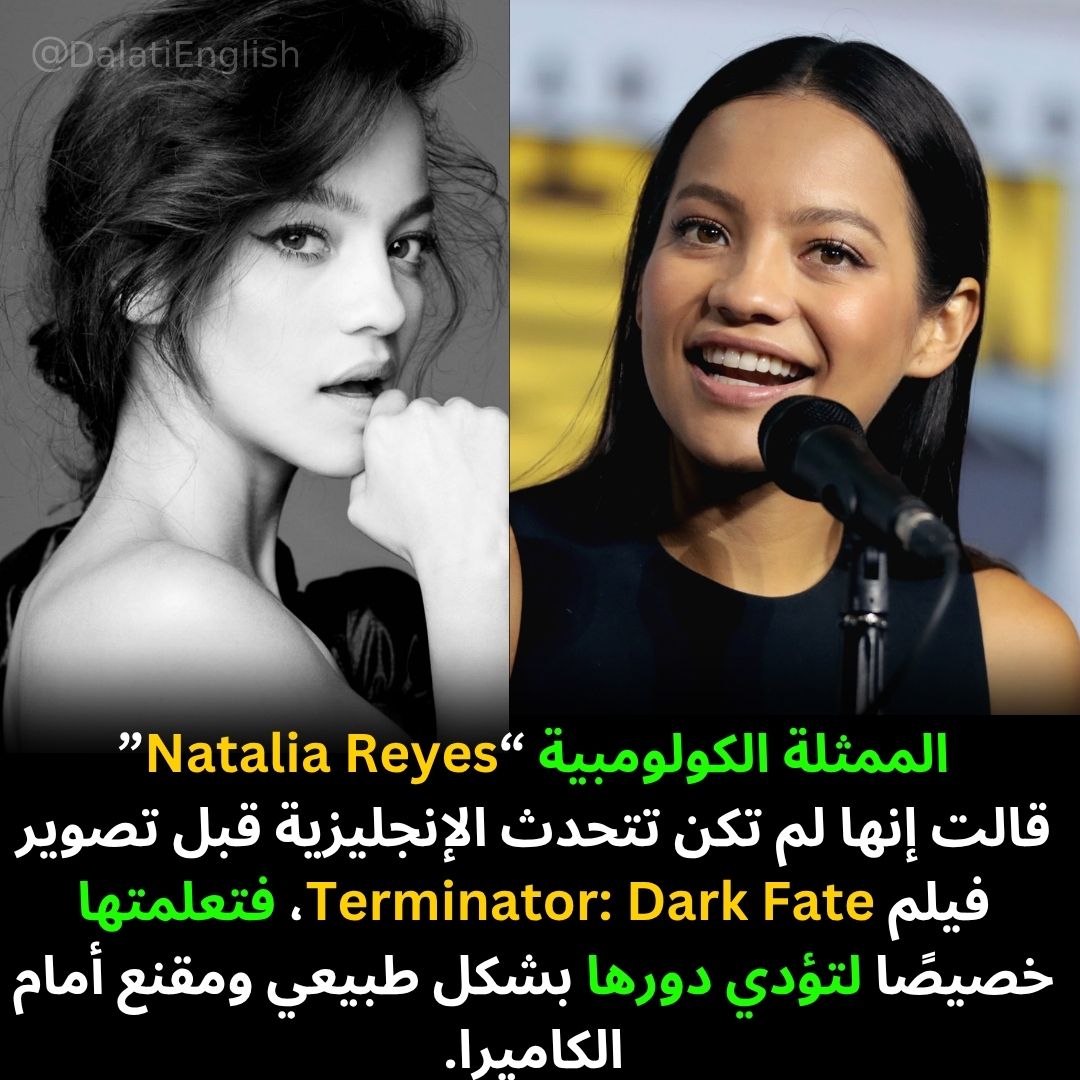 @DalatiEnglish
الممثلة الكولومبية “Natalia Reyes”
قالت إنها لم تكن تتحدث الإنجليزية قبل تصوير
فيلم Terminator: Dark Fate، فتعلمتها
خصيصًا لتؤدي دورها بشكل طبيعي ومقنع أمام
الكاميرا.